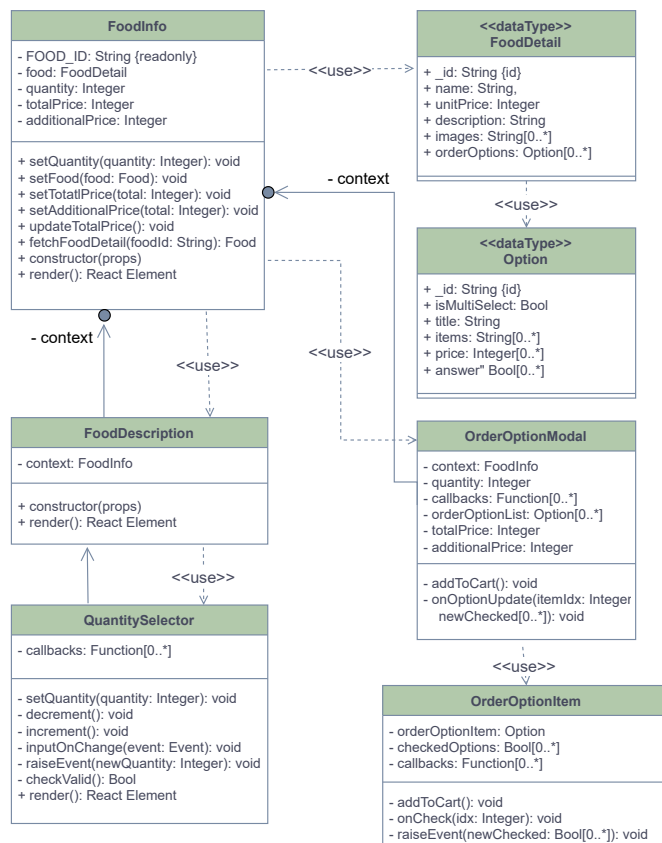 FoodInfo
- FOOD_ID: String {readonly}
- food: FoodDetail
- quantity: Integer
- totalPrice: Integer
- additionalPrice: Integer
+ setQuantity(quantity: Integer): void
+ setFood(food: Food): void
+ setTotatlPrice(total: Integer): void
+ setAdditionalPrice(total: Integer): void
+ updateTotalPrice(): void
+ fetchFoodDetail(foodId: String): Food
+ constructor(props)
+ render(): React Element
<<use>>
<<dataType>>
FoodDetail
+ _id: String {id}
+ name: String,
+ unitPrice: Integer
+ description: String
+ images: String[0..*]
+ orderOptions: Option[0..*]
- context
<<use>>
<<dataType>>
Option
+ _id: String {id}
+ isMultiSelect: Bool
+ title: String
+ items: String[0..*]
+ price: Integer[0..*]
+ answer" Bool[0..*]
- context
<<use>>
<<use>>
FoodDescription
- context: FoodInfo
+ constructor(props)
+ render(): React Element
<<use>>
OrderOptionModal
- context: FoodInfo
- quantity: Integer
- callbacks: Function[0..*]
- orderOptionList: Option[0..*]
- totalPrice: Integer
- additionalPrice: Integer
- addToCart(): void
- onOptionUpdate(itemIdx: Integer
newChecked[0..*]): void
QuantitySelector
- callbacks: Function[0..*]
- setQuantity(quantity: Integer): void
- decrement(): void
- increment(): void
- inputOnChange(event: Event): void
- raiseEvent(newQuantity: Integer): void
- checkValid(): Bool
+ render(): React Element
<<use>>
OrderOptionItem
- orderOptionItem: Option
- checkedOptions: Bool[0..*]
- callbacks: Function[0..*]
- addToCart(): void
- onCheck(idx: Integer): void
- raiseEvent(newChecked: Bool[0..*]): void